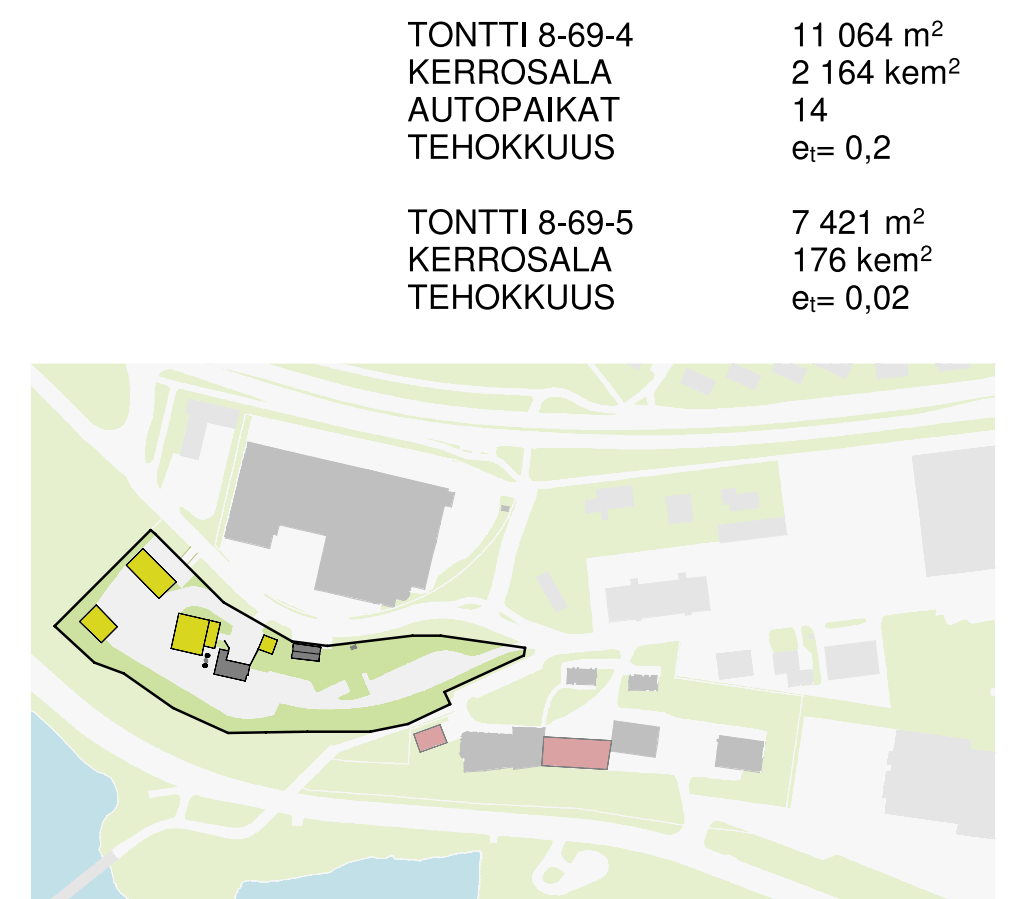 TONTTI 8-69-4 11 064 m²
KERROSALA 2 164 kem²
AUTOPAIKAT 14
TEHOKKUUS eₜ= 0,2
TONTTI 8-69-5 7 421 m²
KERROSALA 176 kem²
TEHOKKUUS eₜ= 0,02